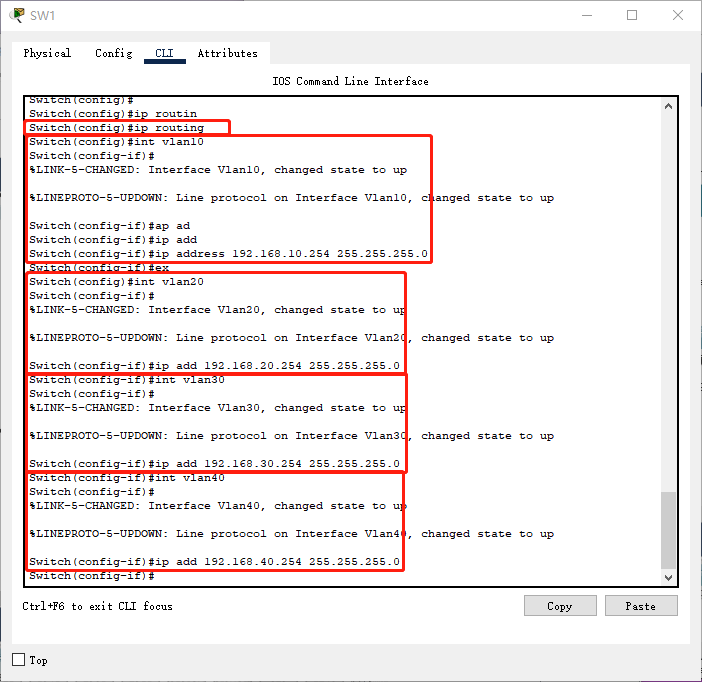 SW1
Physical Config CLI Attributes
IOS Command Line Interface
Switch(config)#
Switch(config)#ip routin
Switch(config)#ip routing
Switch(config)#int vlan10
Switch(config-if)#
%LINK-5-CHANGED: Interface Vlan10, changed state to up
%LINEPROTO-5-UPDOWN: Line protocol on Interface Vlan10, changed state to up
Switch(config-if)#ap ad
Switch(config-if)#ip add
Switch(config-if)#ip address 192.168.10.254 255.255.255.0
Switch(config-if)#ex
Switch(config)#int vlan20
Switch(config-if)#
%LINK-5-CHANGED: Interface Vlan20, changed state to up
%LINEPROTO-5-UPDOWN: Line protocol on Interface Vlan20, changed state to up
Switch(config-if)#ip add 192.168.20.254 255.255.255.0
Switch(config-if)#int vlan30
Switch(config-if)#
%LINK-5-CHANGED: Interface Vlan30, changed state to up
%LINEPROTO-5-UPDOWN: Line protocol on Interface Vlan30, changed state to up
Switch(config-if)#ip add 192.168.30.254 255.255.255.0
Switch(config-if)#int vlan40
Switch(config-if)#
%LINK-5-CHANGED: Interface Vlan40, changed state to up
%LINEPROTO-5-UPDOWN: Line protocol on Interface Vlan40, changed state to up
Switch(config-if)#ip add 192.168.40.254 255.255.255.0
Switch(config-if)#
Ctrl+F6 to exit CLI focus Copy Paste
Top